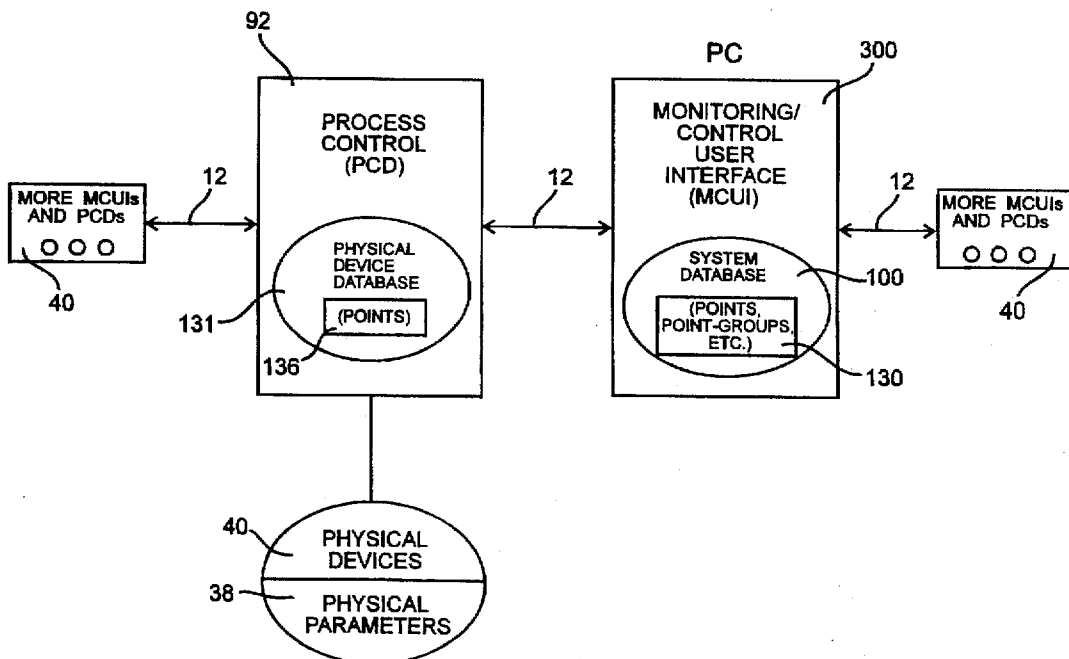 92
PC
300
PROCESS
CONTROL
(PCD)
MONITORING/
CONTROL
USER
INTERFACE
(MCUI)
12
12
12
MORE MCUIs
AND PCDs
40
MORE MCUIs
AND PCDs
40
PHYSICAL
DEVICE
DATABASE
(POINTS)
131
136
SYSTEM
DATABASE
100
(POINTS,
POINT-GROUPS,
ETC.)
130
40
PHYSICAL
DEVICES
38
PHYSICAL
PARAMETERS